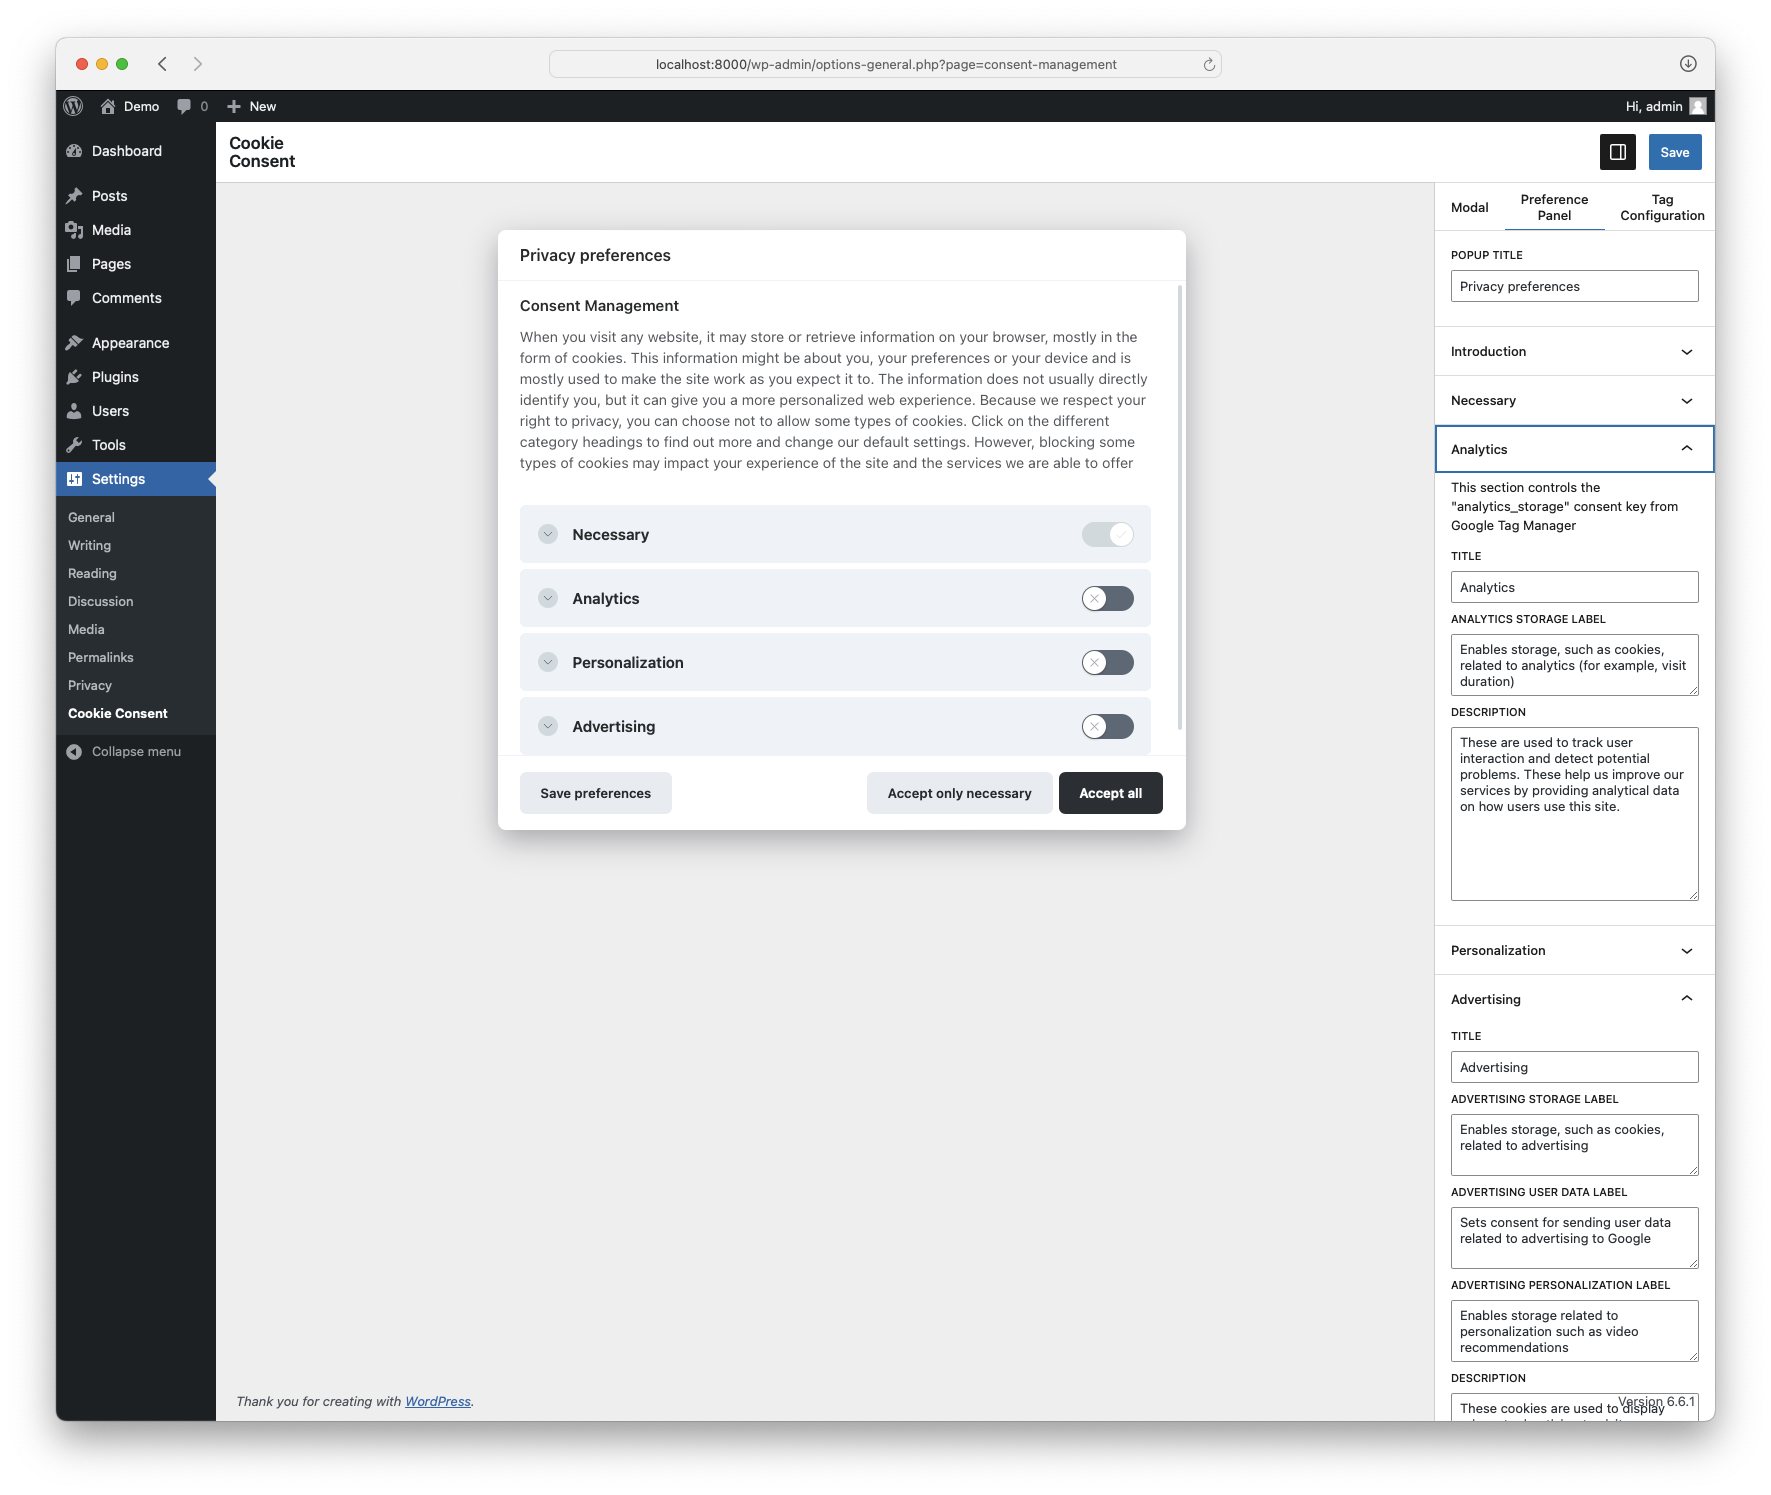 localhost:8000/wp-admin/options-general.php?page=consent-management
Demo
0
New
Hi, admin
Dashboard
Posts
Media
Pages
Comments
Appearance
Plugins
Users
Tools
Settings
General
Writing
Reading
Discussion
Media
Permalinks
Privacy
Cookie Consent
Collapse menu
Cookie
Consent
Save
Privacy preferences
Consent Management
When you visit any website, it may store or retrieve information on your browser, mostly in the
form of cookies. This information might be about you, your preferences or your device and is
mostly used to make the site work as you expect it to. The information does not usually directly
identify you, but it can give you a more personalized web experience. Because we respect your
right to privacy, you can choose not to allow some types of cookies. Click on the different
category headings to find out more and change our default settings. However, blocking some
types of cookies may impact your experience of the site and the services we are able to offer
Necessary
Analytics
Personalization
Advertising
Save preferences
Accept only necessary
Accept all
Modal
Preference
Panel
Tag
Configuration
POPUP TITLE
Privacy preferences
Introduction
Necessary
Analytics
This section controls the
"analytics_storage" consent key from
Google Tag Manager
TITLE
Analytics
ANALYTICS STORAGE LABEL
Enables storage, such as cookies,
related to analytics (for example, visit
duration)
DESCRIPTION
These are used to track user
interaction and detect potential
problems. These help us improve our
services by providing analytical data
on how users use this site.
Personalization
Advertising
TITLE
Advertising
ADVERTISING STORAGE LABEL
Enables storage, such as cookies,
related to advertising
ADVERTISING USER DATA LABEL
Sets consent for sending user data
related to advertising to Google
ADVERTISING PERSONALIZATION LABEL
Enables storage related to
personalization such as video
recommendations
DESCRIPTION
These cookies are used to display
Thank you for creating with WordPress.
Version 6.6.1